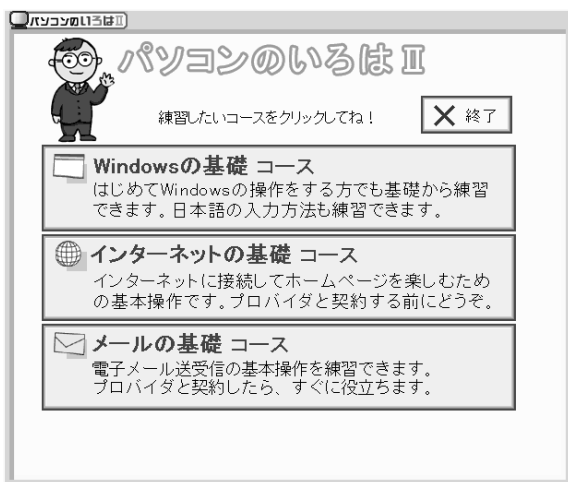 パソコンのいろはⅡ
パソコンのいろはⅡ
練習したいコースをクリックしてね！
× 終了
Windowsの基礎 コース
はじめてWindowsの操作をする方でも基礎から練習
できます。日本語の入力方法も練習できます。
インターネットの基礎 コース
インターネットに接続してホームページを楽しむため
の基本操作です。プロバイダと契約する前にどうぞ。
メールの基礎 コース
電子メール送受信の基本操作を練習できます。
プロバイダと契約したら、すぐに役立ちます。